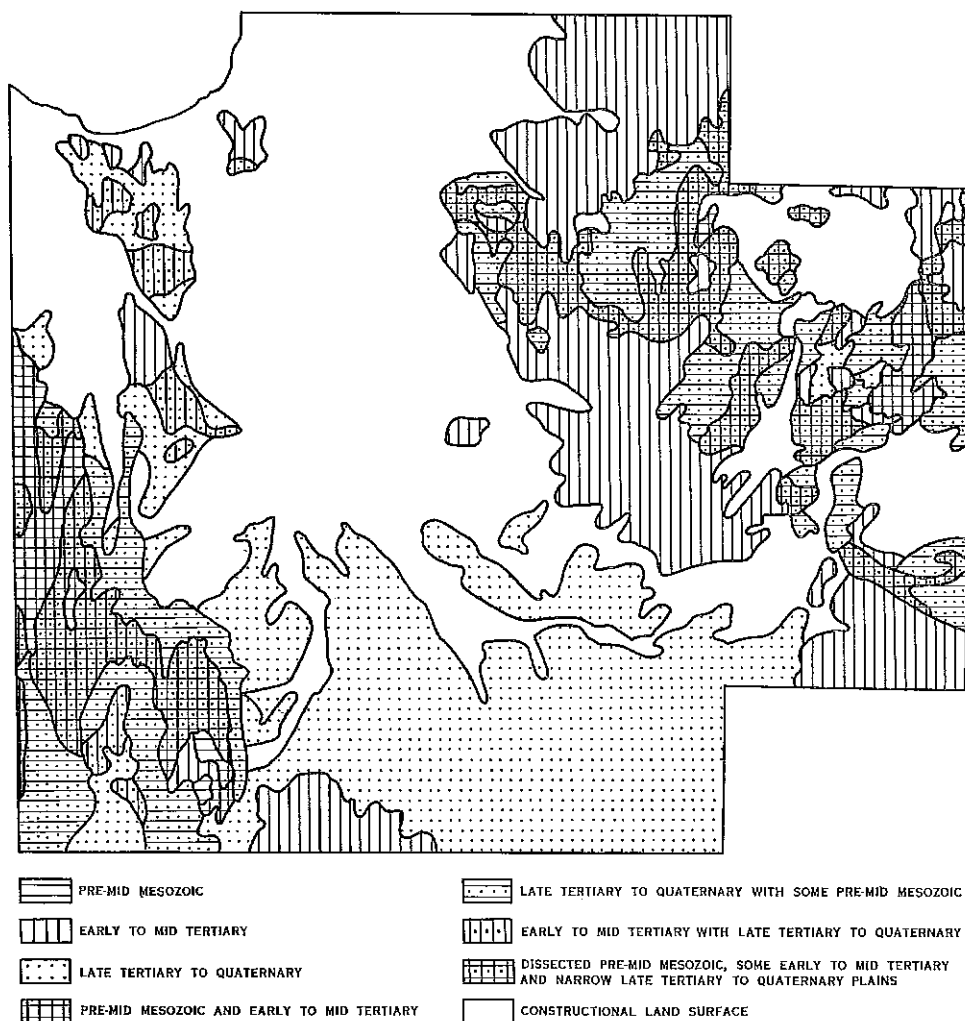 PRE-MID MESOZOIC
EARLY TO MID TERTIARY
LATE TERTIARY TO QUATERNARY
PRE-MID MESOZOIC AND EARLY TO MID TERTIARY
LATE TERTIARY TO QUATERNARY WITH SOME PRE-MID MESOZOIC
EARLY TO MID TERTIARY WITH LATE TERTIARY TO QUATERNARY
DISSECTED PRE-MID MESOZOIC, SOME EARLY TO MID TERTIARY
AND NARROW LATE TERTIARY TO QUATERNARY PLAINS
CONSTRUCTIONAL LAND SURFACE